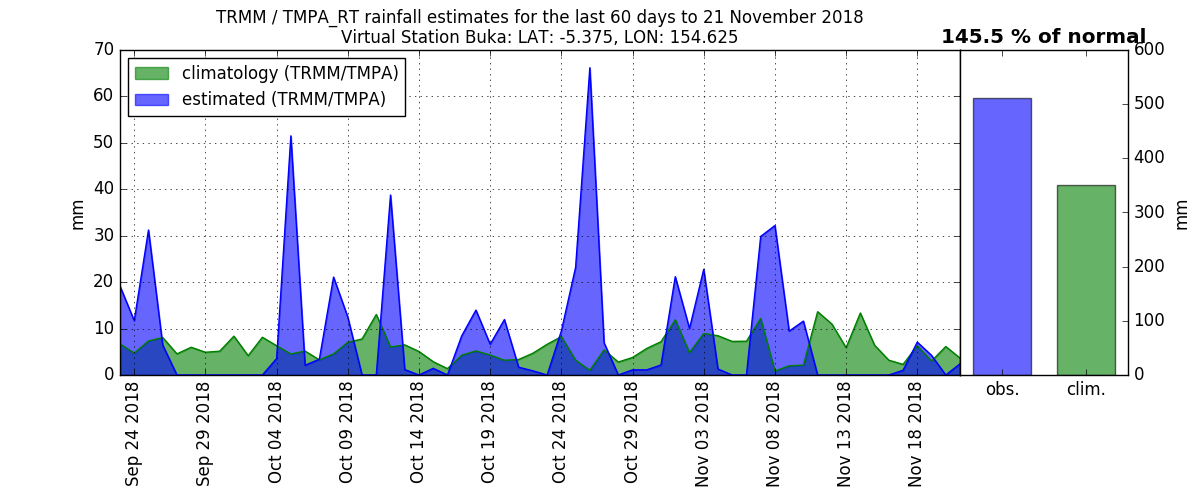 TRMM / TMPA_RT rainfall estimates for the last 60 days to 21 November 2018
Virtual Station Buka: LAT: -5.375, LON: 154.625
145.5 % of normal
climatology (TRMM/TMPA)
estimated (TRMM/TMPA)
mm
70
60
50
40
30
20
10
0
Sep 24 2018
Sep 29 2018
Oct 04 2018
Oct 09 2018
Oct 14 2018
Oct 19 2018
Oct 24 2018
Oct 29 2018
Nov 03 2018
Nov 08 2018
Nov 13 2018
Nov 18 2018
600
500
400
300
200
100
0
mm
obs.
clim.